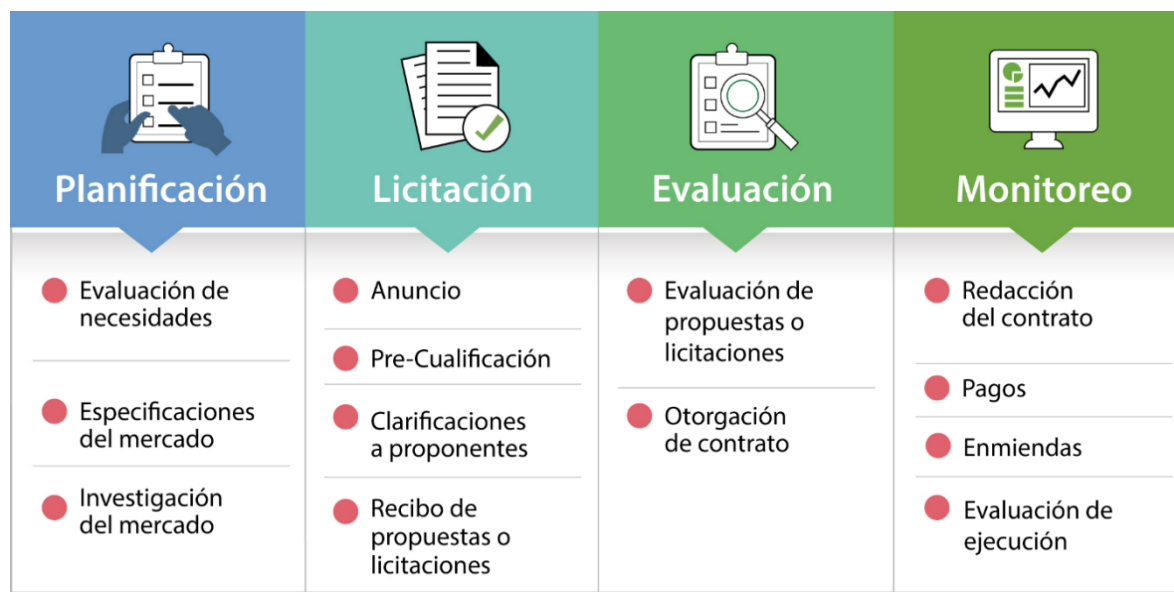 Planificación
Evaluación de
necesidades
Especificaciones
del mercado
Investigación
del mercado
Licitación
Anuncio
Pre-Cualificación
Clarificaciones
a proponentes
Recibo de
propuestas o
licitaciones
Evaluación
Evaluación de
propuestas o
licitaciones
Otorgación
de contrato
Monitoreo
Redacción
del contrato
Pagos
Enmiendas
Evaluación de
ejecución